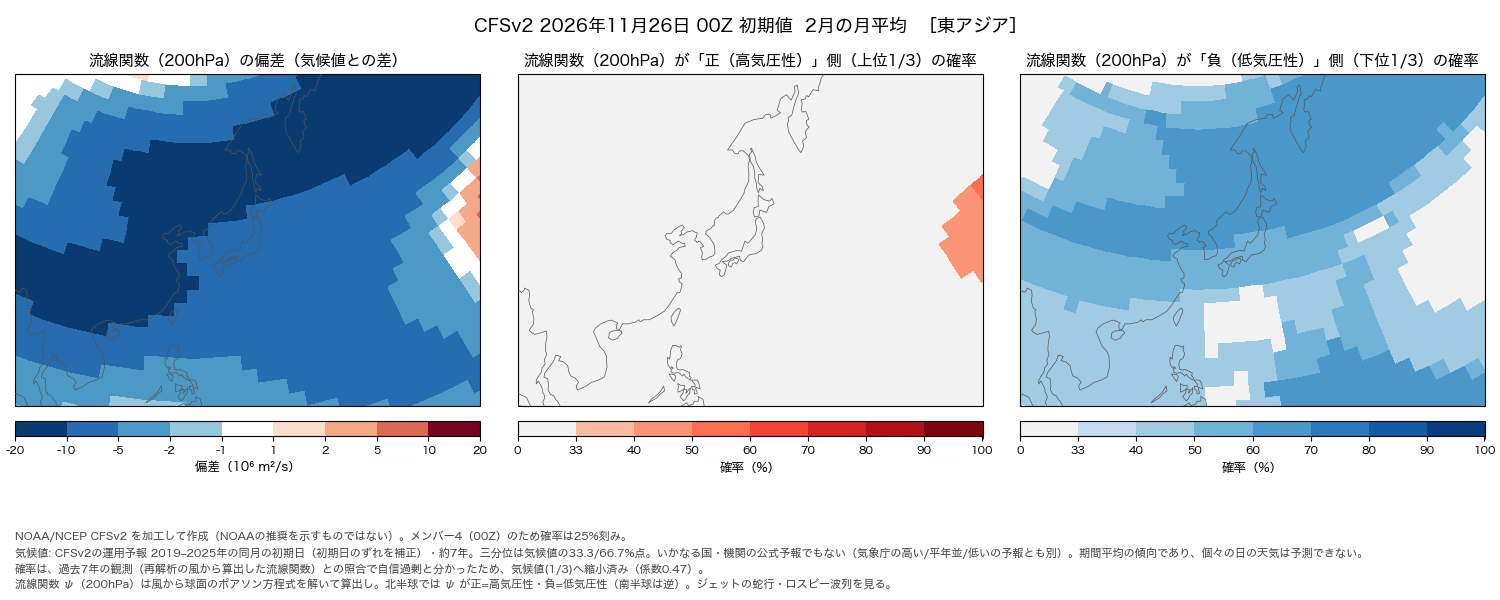 CFSv2 2026年11月26日 00Z 初期値 2月の月平均 ［東アジア］
流線関数（200hPa）の偏差（気候値との差）
流線関数（200hPa）が「正（高気圧性）」側（上位1/3）の確率
流線関数（200hPa）が「負（低気圧性）」側（下位1/3）の確率
-20 -10 -5 -2 -1 1 2 5 10 20
偏差（10⁶ m²/s）
0 33 40 50 60 70 80 90 100
確率（%）
0 33 40 50 60 70 80 90 100
確率（%）
NOAA/NCEP CFSv2 を加工して作成（NOAAの推奨を示すものではない）。メンバー4（00Z）のため確率は25%刻み。
気候値: CFSv2の運用予報 2019–2025年の同月の初期日（初期日のずれを補正）・約7年。三分位は気候値の33.3/66.7%点。いかなる国・機関の公式予報でもない（気象庁の高い/平年並/低いの予報とも別）。期間平均の傾向であり、個々の日の天気は予測できない。
確率は、過去7年の観測（再解析の風から算出した流線関数）との照合で自信過剰と分かったため、気候値(1/3)へ縮小済み（係数0.47）。
流線関数 ψ（200hPa）は風から球面のポアソン方程式を解いて算出し。北半球では ψ が正=高気圧性・負=低気圧性（南半球は逆）。ジェットの蛇行・ロスビー波列を見る。